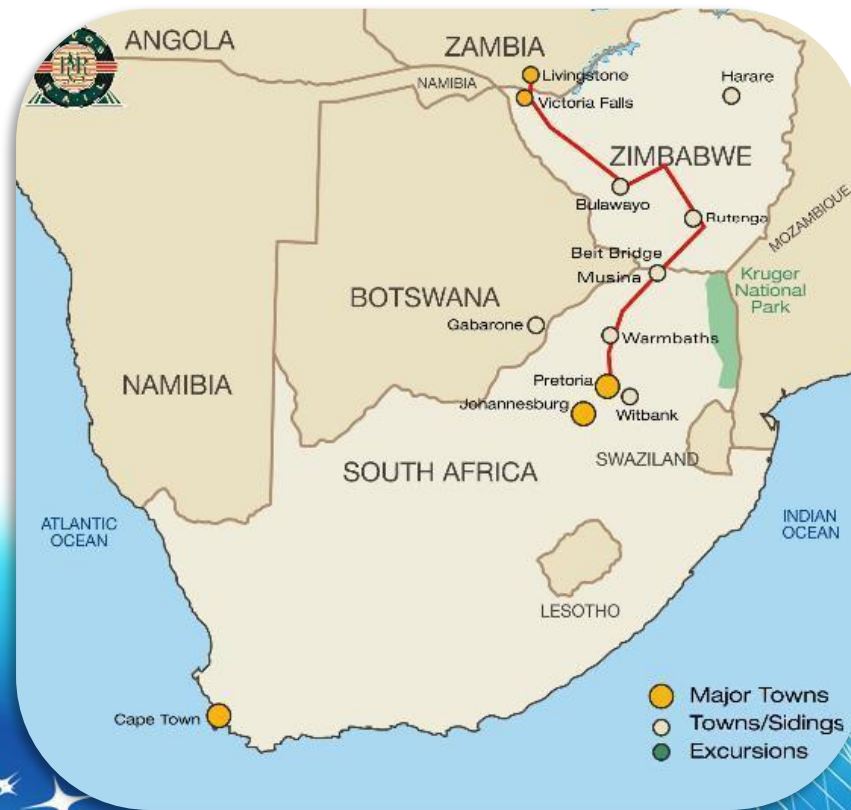 ROVOS
RAIL
ANGOLA
ZAMBIA
NAMIBIA
Livingstone
Victoria Falls
Harare
ZIMBABWE
Bulawayo
Rutenga
MOZAMBIQUE
Beit Bridge
Musina
Kruger
National
Park
BOTSWANA
Gabarone
Warmbaths
NAMIBIA
Pretoria
Johannesburg
Witbank
SOUTH AFRICA
SWAZILAND
ATLANTIC
OCEAN
INDIAN
OCEAN
LESOTHO
Cape Town
Major Towns
Towns/Sidings
Excursions